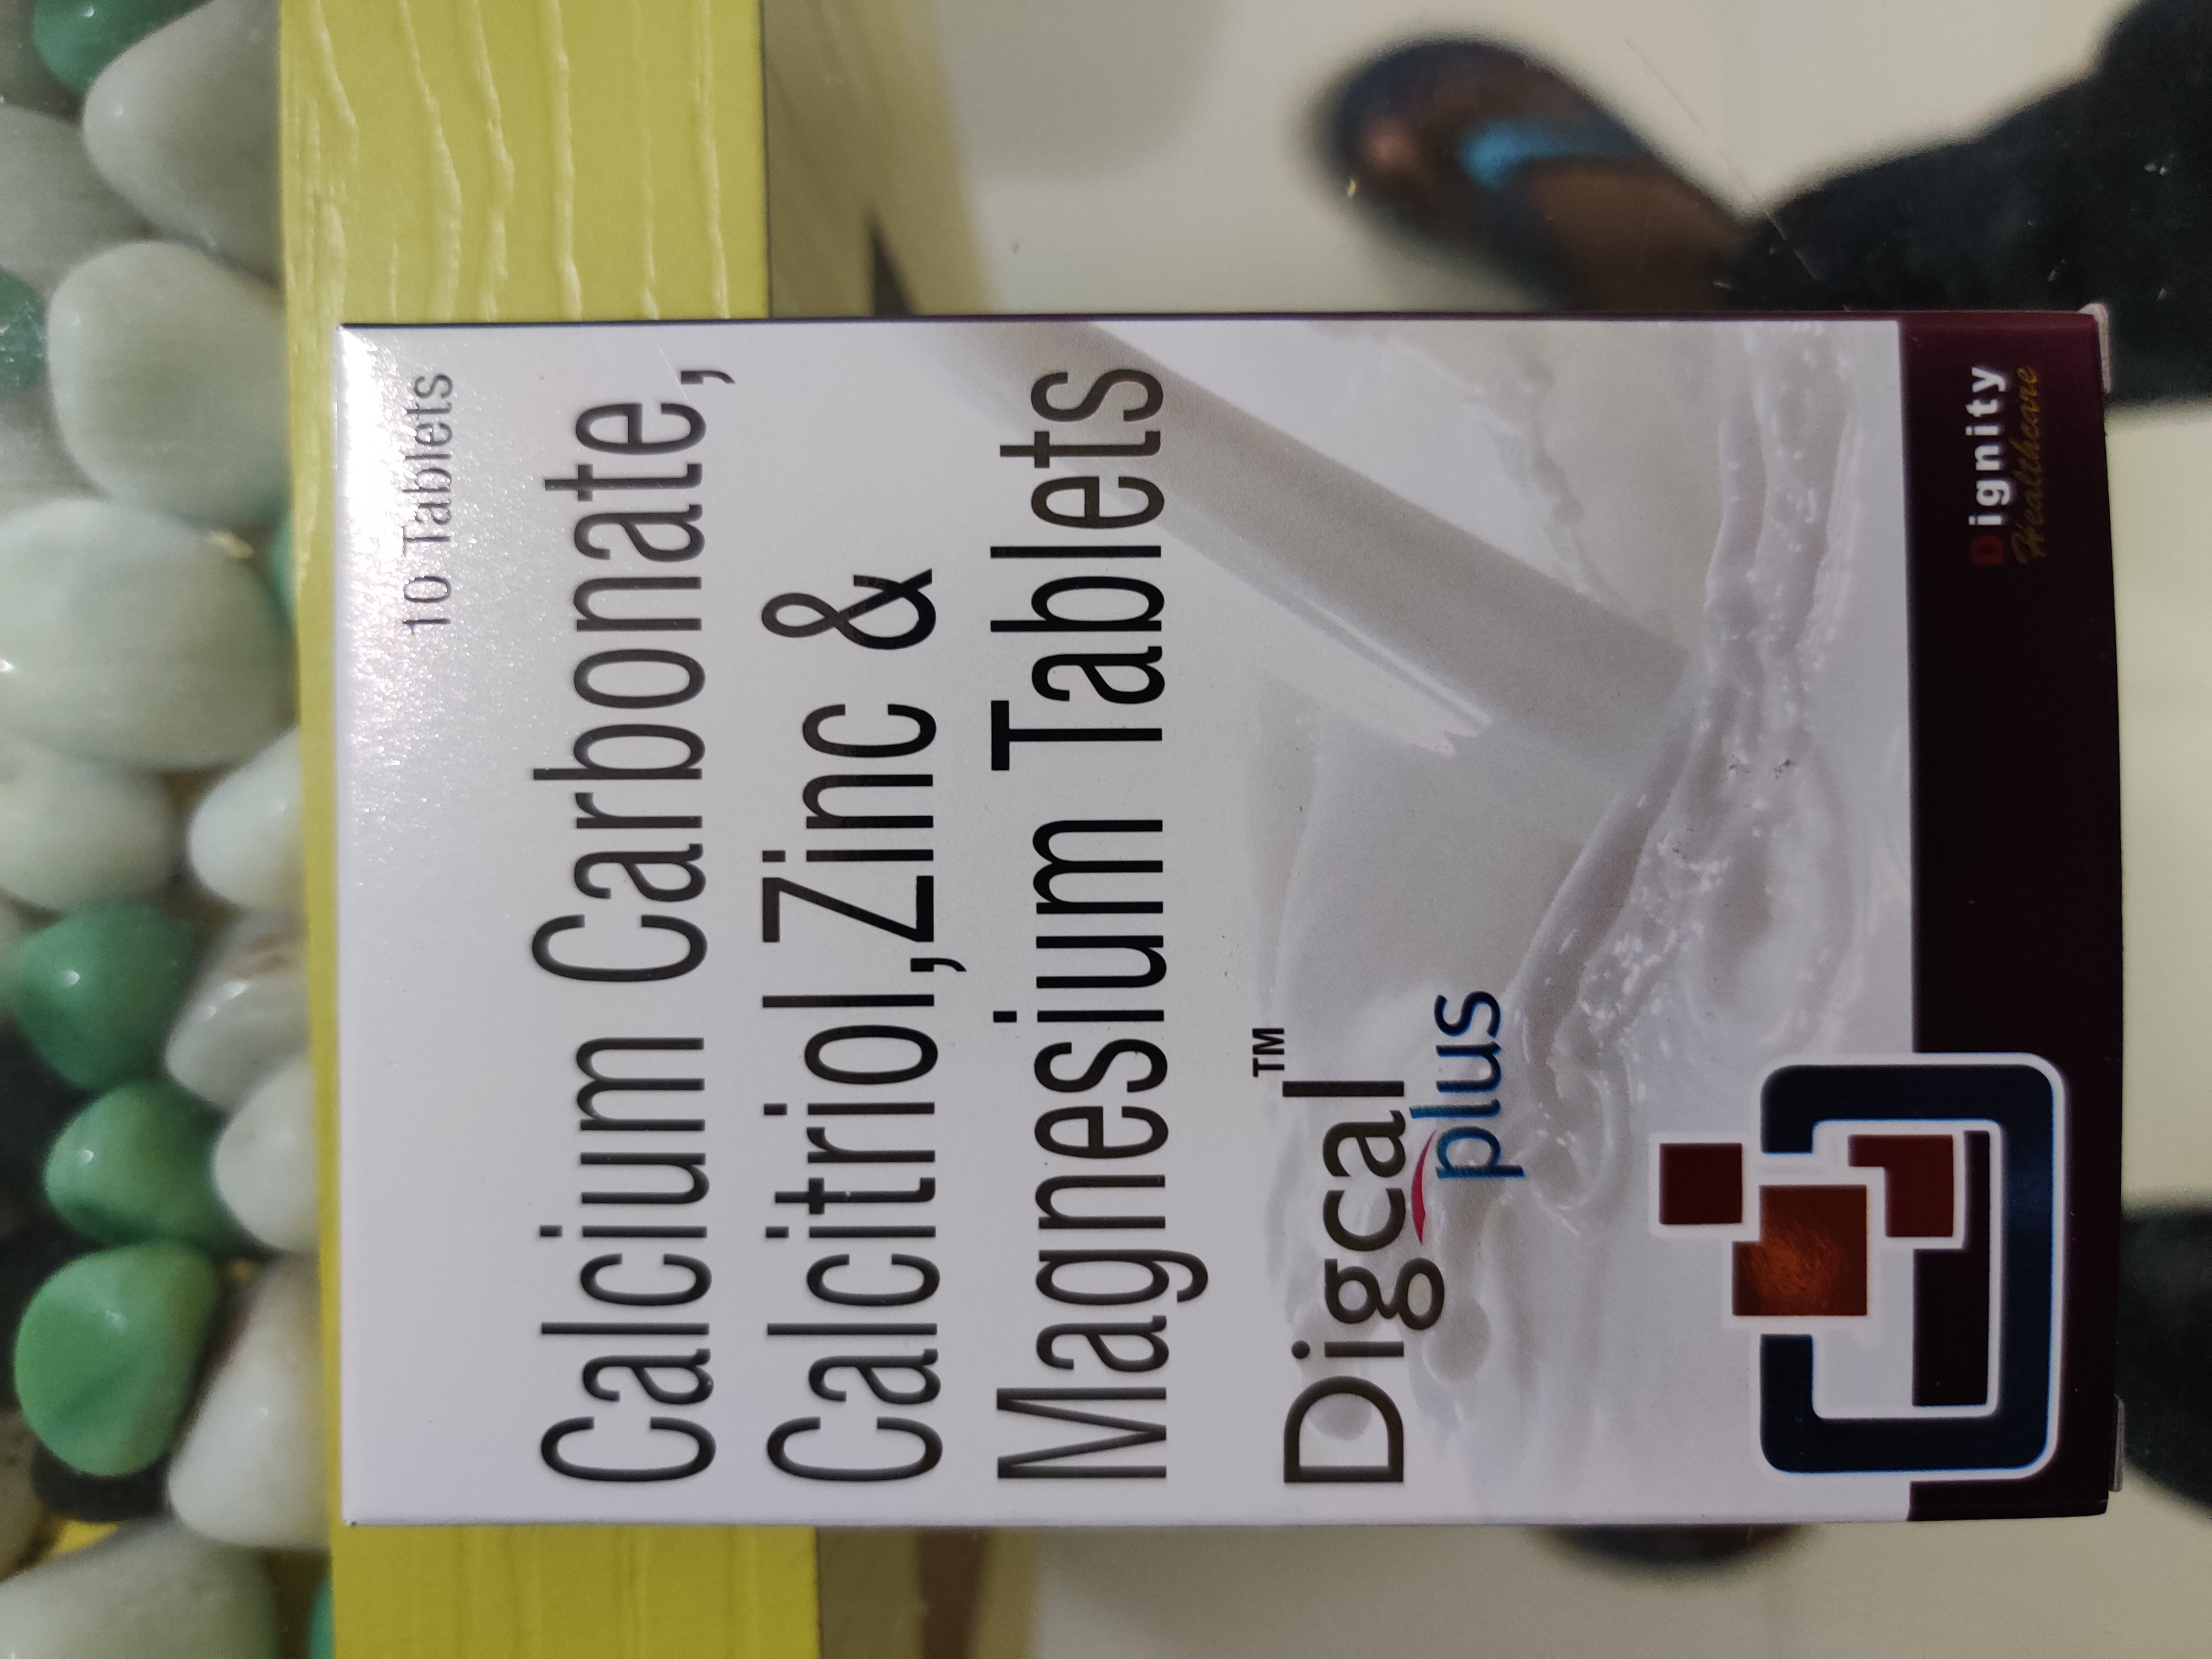 10 Tablets
Calcium Carbonate,
Calcitriol,Zinc &
Magnesium Tablets
Digcal™
plus
Dignity
Healthcare